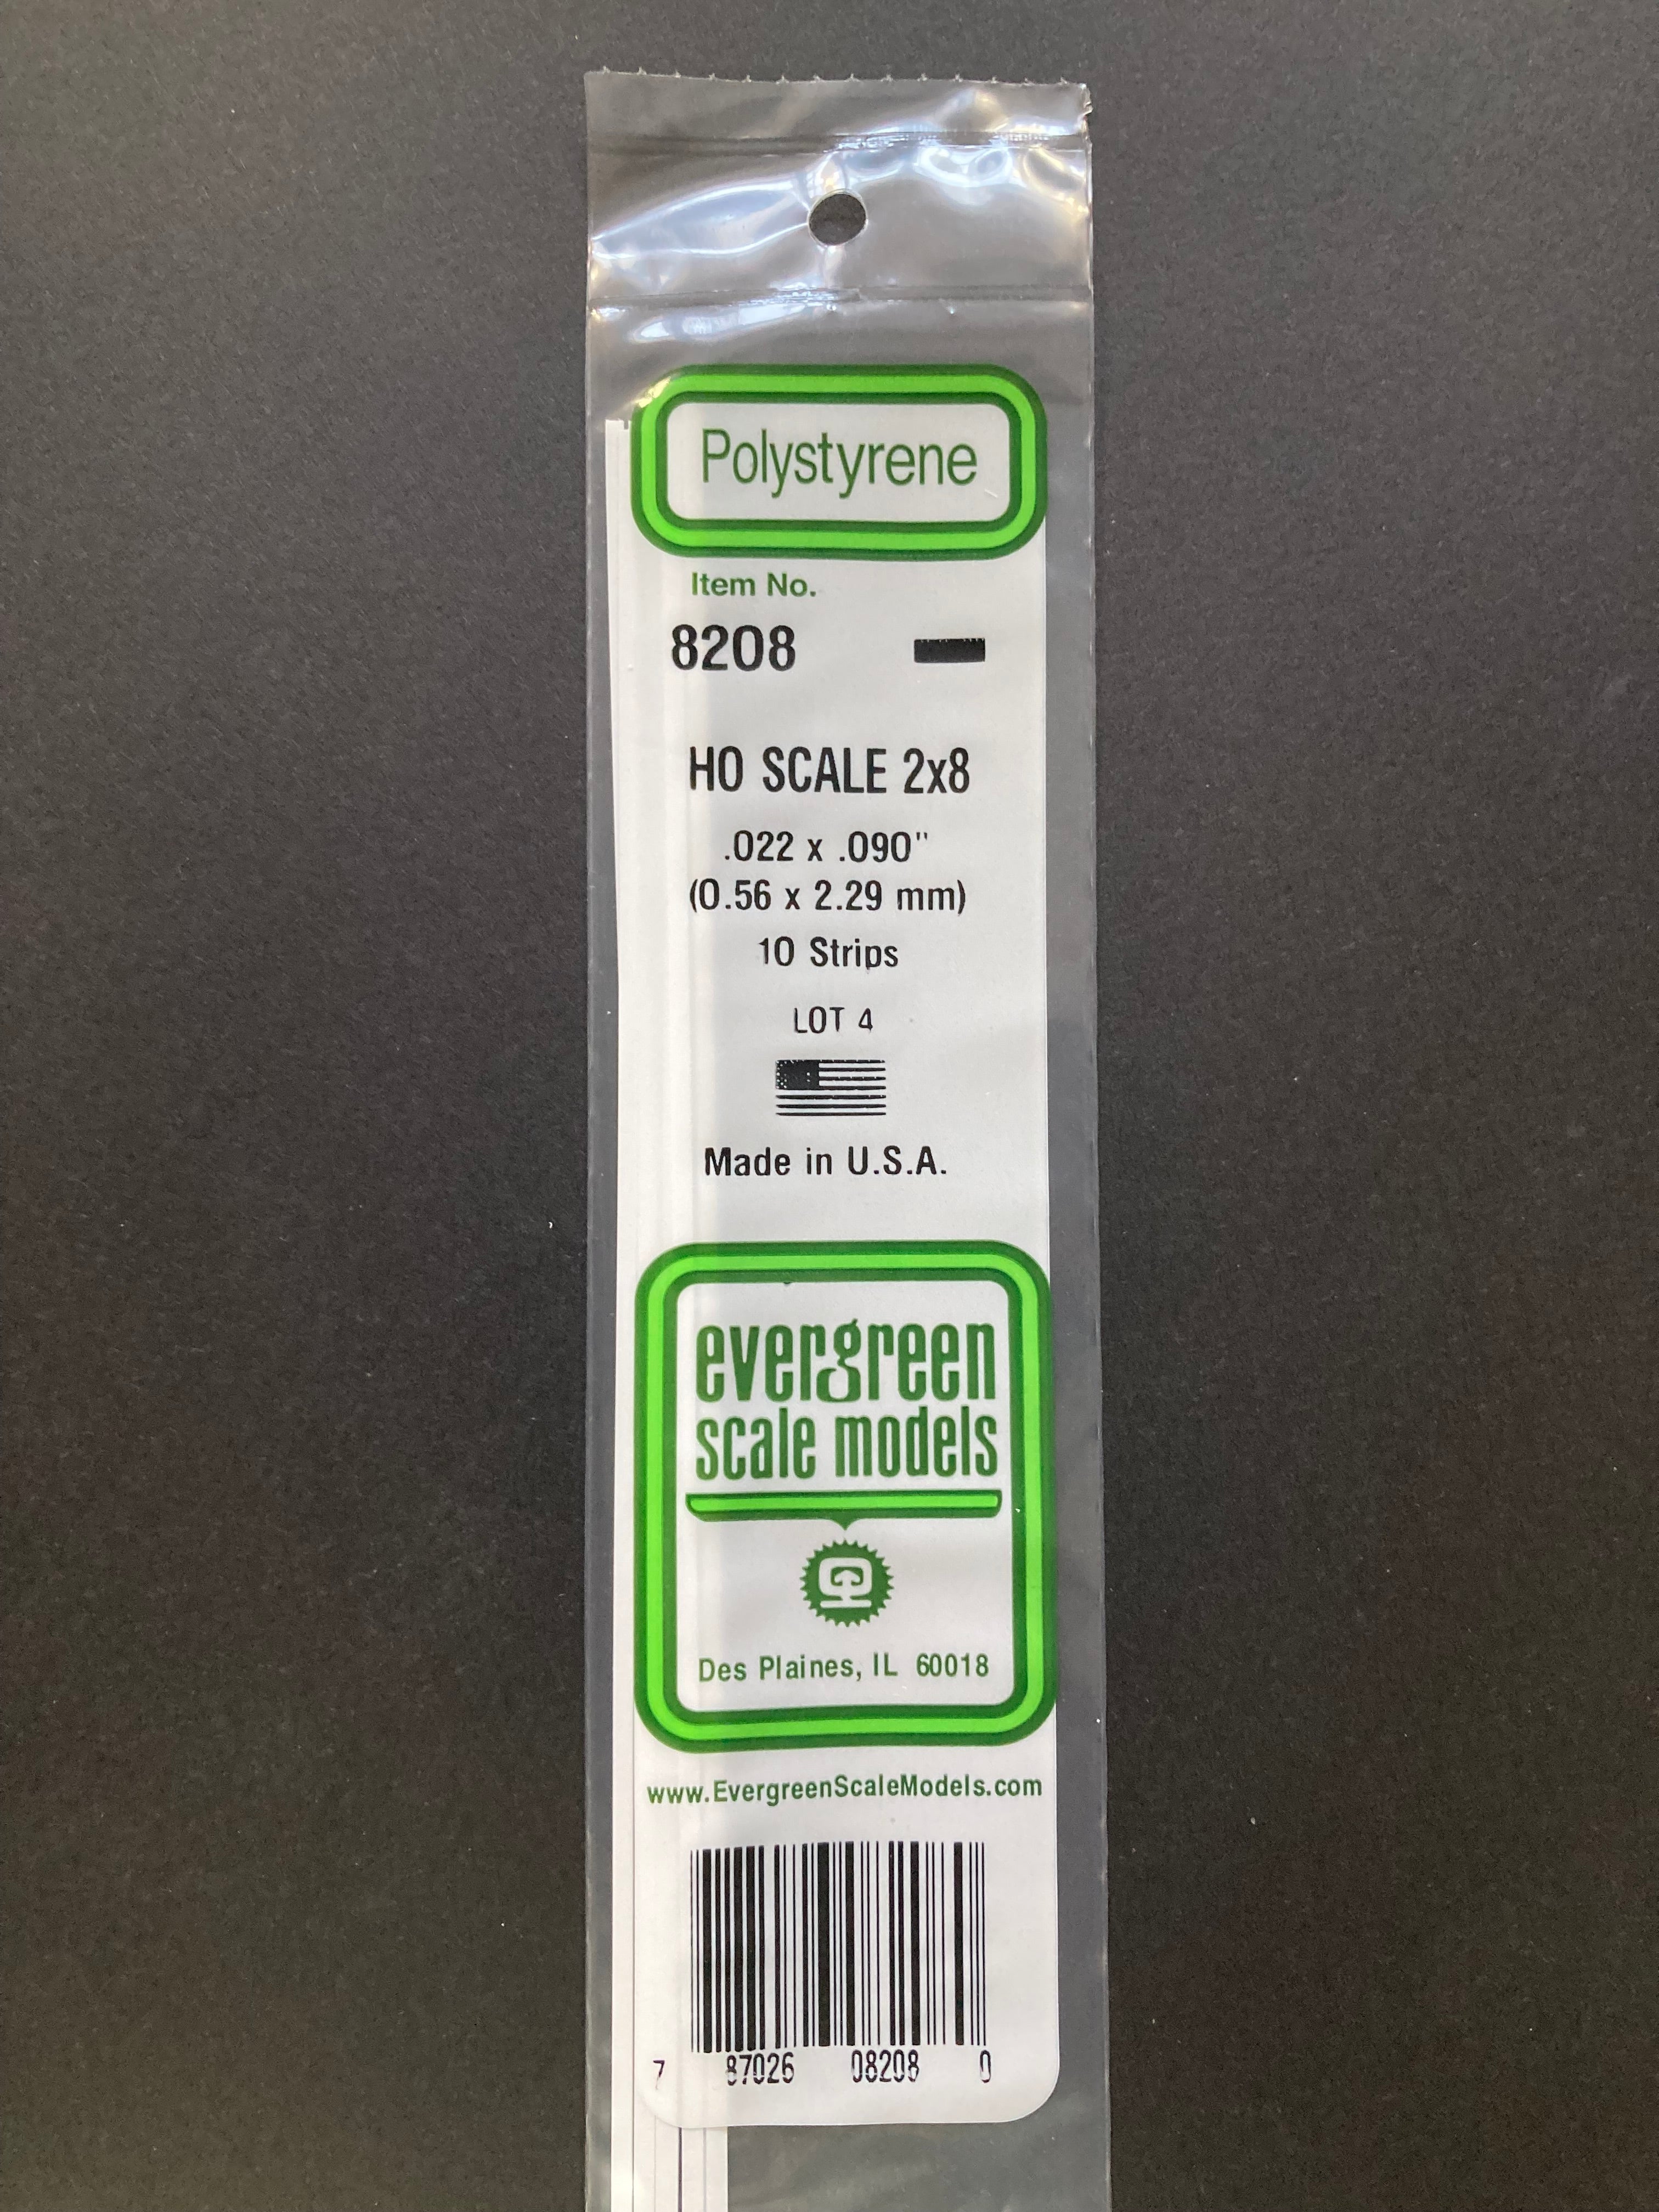 Polystyrene
Item No.
8208
HO SCALE 2x8
.022 x .090"
(0.56 x 2.29 mm)
10 Strips
LOT 4
Made in U.S.A.
evergreen
scale models
Des Plaines, IL 60018
www.EvergreenScaleModels.com
7 87026 08208 0